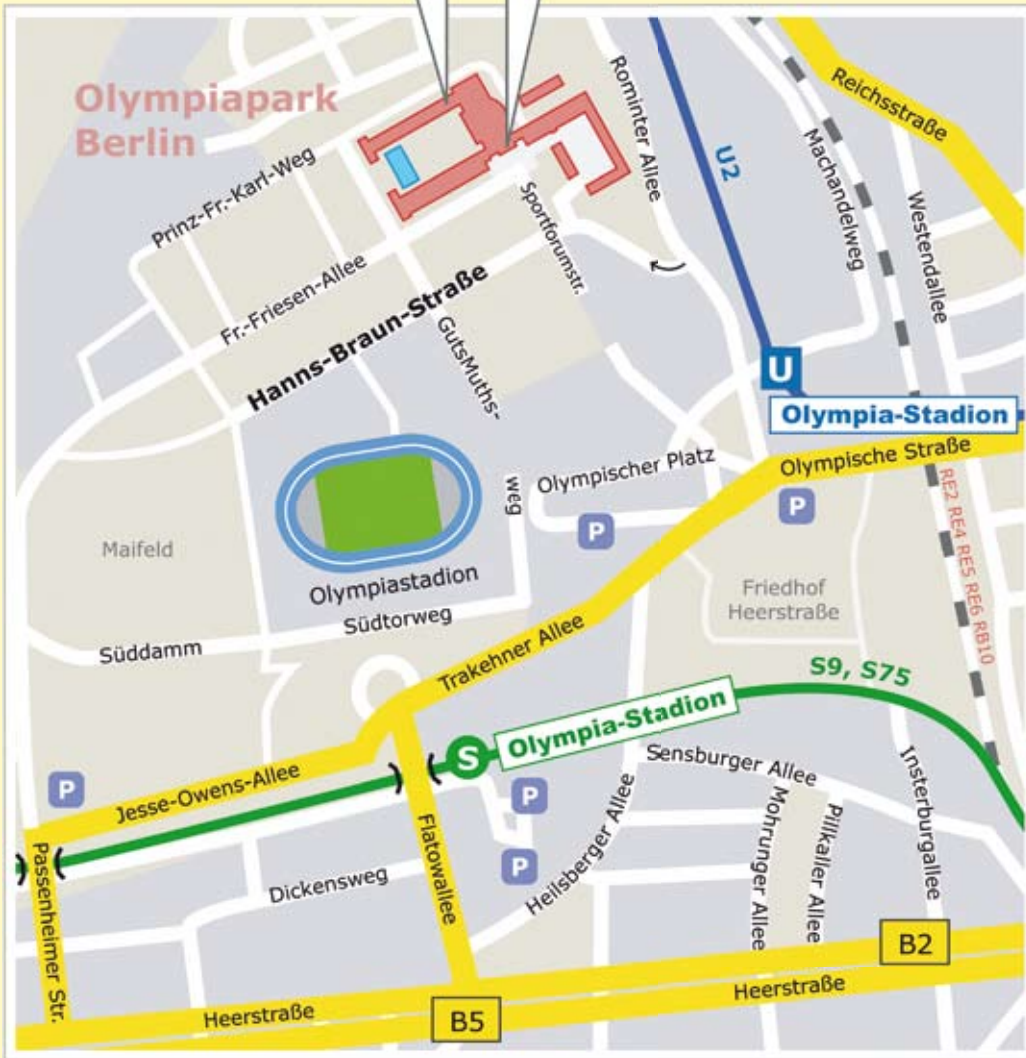 Olympiapark
Berlin
Prinz-Fr.-Karl-Weg
Rominter Allee
U2
Reichsstraße
Machandelweg
Westendallee
Sportforumstr.
Fr.-Friesen-Allee
Hanns-Braun-Straße
GutsMuths-
weg
U
Olympia-Stadion
Olympischer Platz
Olympische Straße
P
P
Maifeld
Olympiastadion
Friedhof
Heerstraße
RE2 RE4 RE5 RE6 RB10
Südtorweg
Süddamm
Trakehner Allee
S9, S75
S
Olympia-Stadion
P
Jesse-Owens-Allee
P
P
Sensburger Allee
Insterburgallee
Passenheimer Str.
Flatowallee
Dickensweg
Heilsberger Allee
Mohrunger Allee
Pillkaller Allee
B2
Heerstraße
B5
Heerstraße